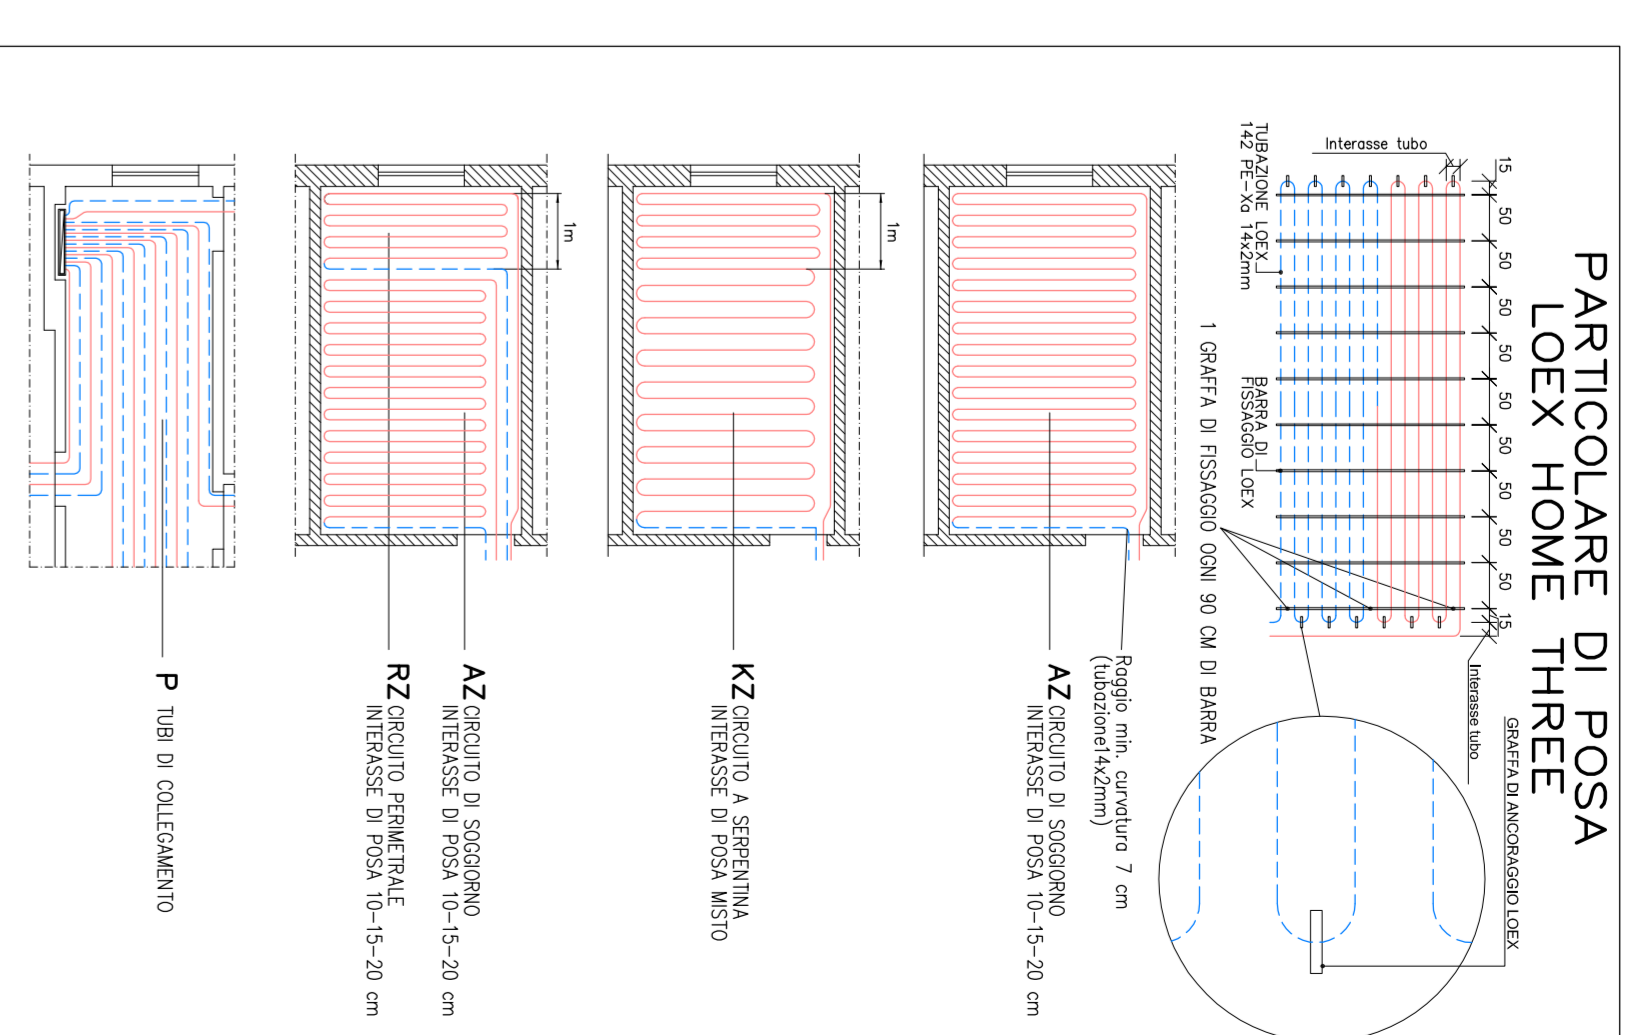 PARTICOLARE DI POSA
LOEX HOME THREE
15
50
50
50
50
50
50
50
50
50
15
Interasse tubo
Interasse tubo
TUBAZIONE LOEX
142 PE-Xa 14x2mm
BARRA DI
FISSAGGIO LOEX
GRAFFA DI ANCORAGGIO LOEX
1 GRAFFA DI FISSAGGIO OGNI 90 CM DI BARRA
Raggio min. curvatura 7 cm
(tubazione14x2mm)
AZ CIRCUITO DI SOGGIORNO
INTERASSE DI POSA 10-15-20 cm
1m
KZ CIRCUITO A SERPENTINA
INTERASSE DI POSA MISTO
1m
AZ CIRCUITO DI SOGGIORNO
INTERASSE DI POSA 10-15-20 cm
RZ CIRCUITO PERIMETRALE
INTERASSE DI POSA 10-15-20 cm
P TUBI DI COLLEGAMENTO